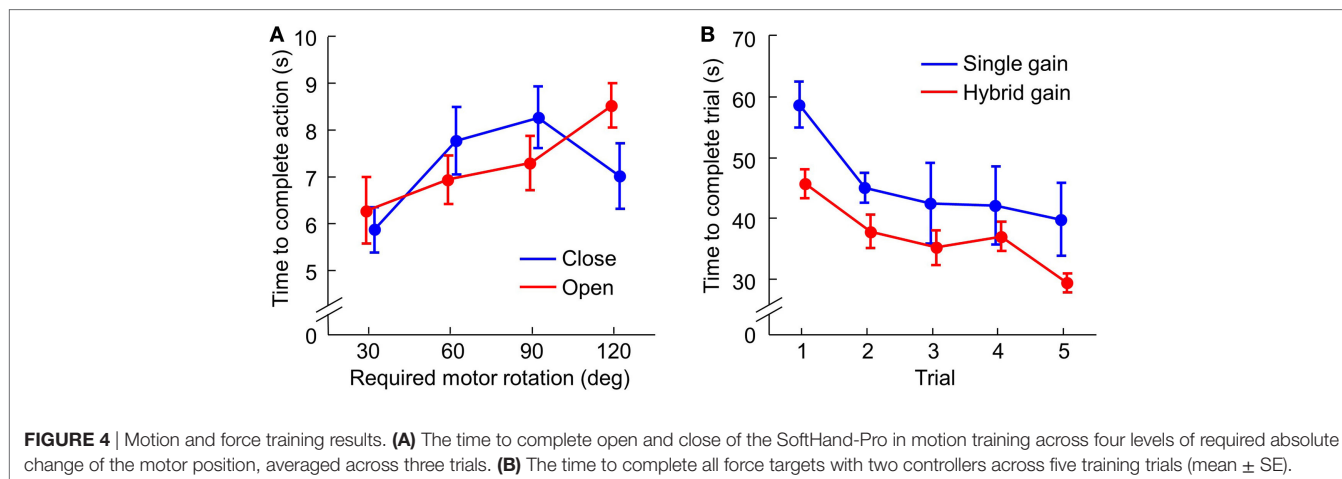 A
Time to complete action (s)
10
9
8
7
6
5
0
Close
Open
30 60 90 120
Required motor rotation (deg)
B
Time to complete trial (s)
70
60
50
40
30
0
Single gain
Hybrid gain
1 2 3 4 5
Trial
FIGURE 4 | Motion and force training results. (A) The time to complete open and close of the SoftHand-Pro in motion training across four levels of required absolute
change of the motor position, averaged across three trials. (B) The time to complete all force targets with two controllers across five training trials (mean ± SE).